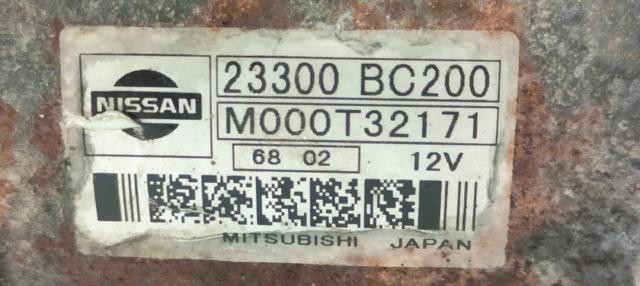 NISSAN
23300 BC200
M000T32171
68 02
12V
MITSUBISHI JAPAN